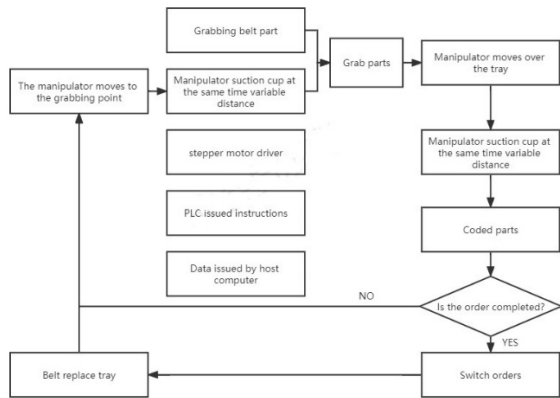 Grabbing belt part
Grab parts
Manipulator moves over
the tray
The manipulator moves to
the grabbing point
Manipulator suction cup at
the same time variable
distance
stepper motor driver
Manipulator suction cup at
the same time variable
distance
PLC issued instructions
Coded parts
Data issued by host
computer
NO
Is the order completed?
YES
Belt replace tray
Switch orders